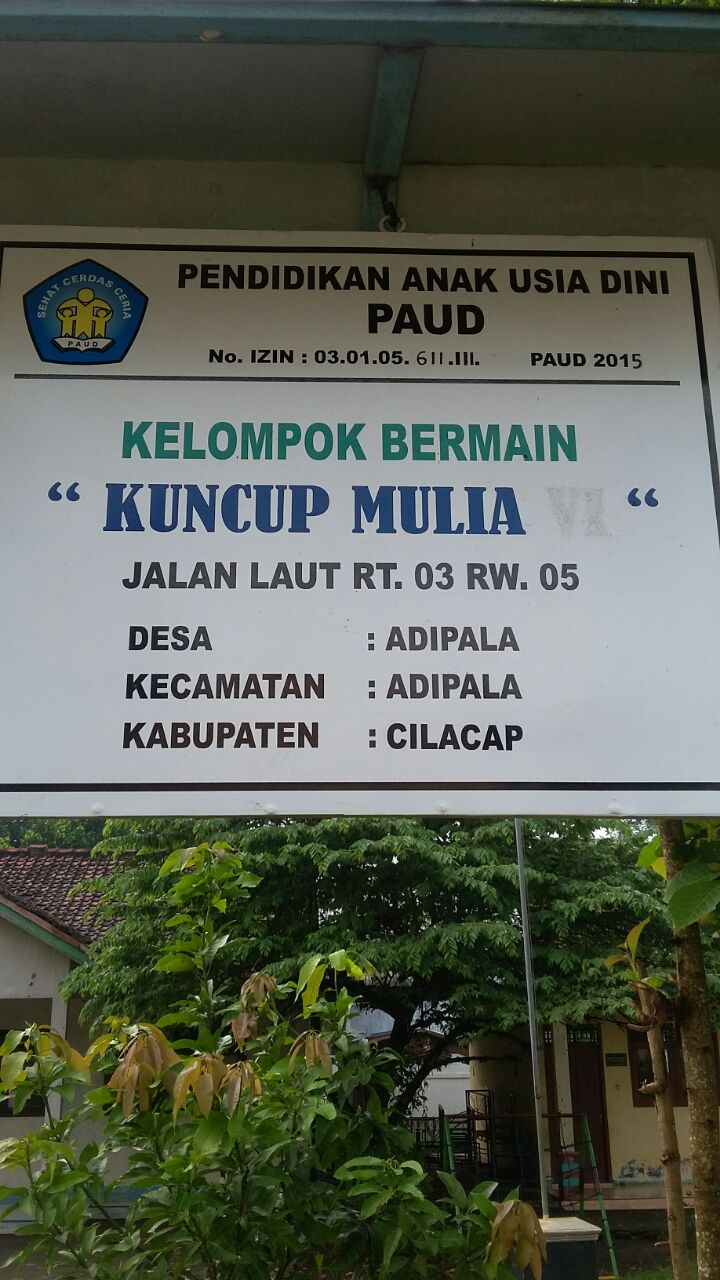 SEHAT CERDAS CERIA
PAUD
PENDIDIKAN ANAK USIA DINI
PAUD
No. IZIN : 03.01.05. 611.III. PAUD 2015
KELOMPOK BERMAIN
“ KUNCUP MULIA “
JALAN LAUT RT. 03 RW. 05
DESA : ADIPALA
KECAMATAN : ADIPALA
KABUPATEN : CILACAP